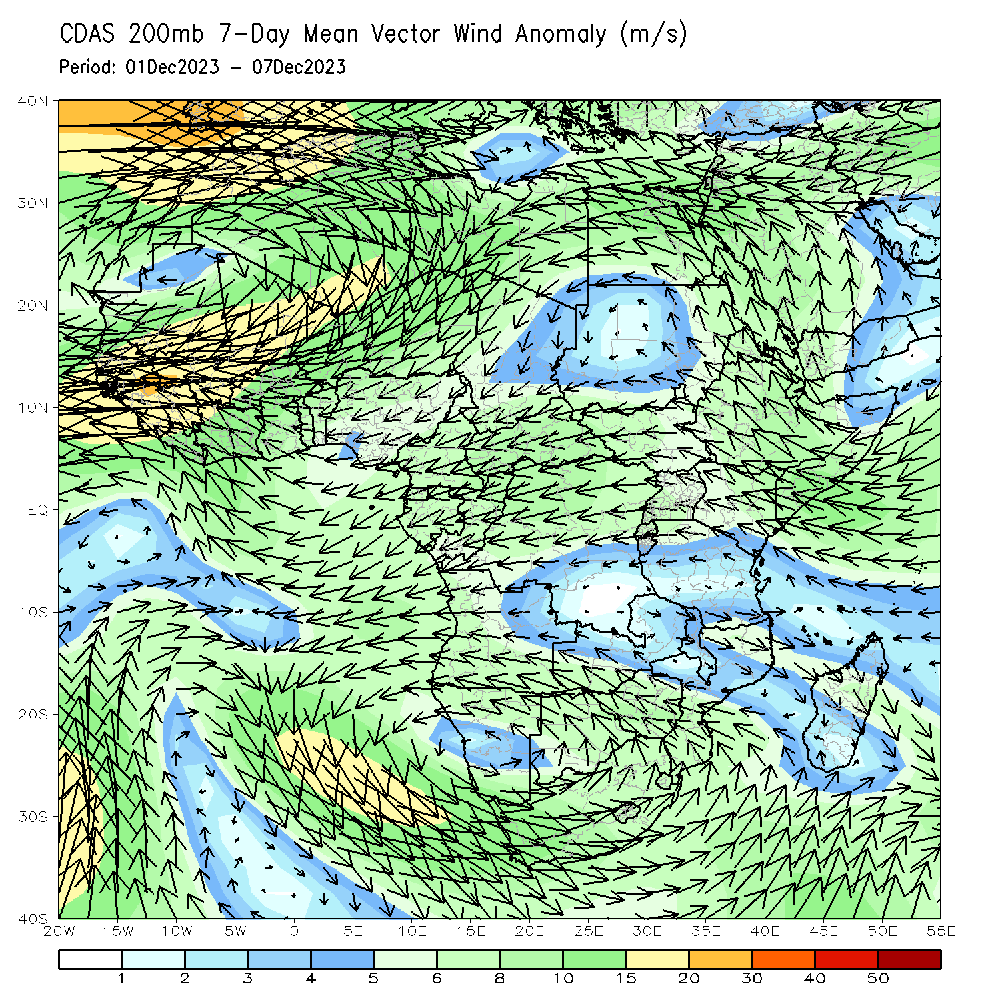 CDAS 200mb 7-Day Mean Vector Wind Anomaly (m/s)
Period: 01Dec2023 - 07Dec2023
40N
30N
20N
10N
EQ
10S
20S
30S
40S
20W 15W 10W 5W 0 5E 10E 15E 20E 25E 30E 35E 40E 45E 50E 55E
1 2 3 4 5 6 8 10 15 20 30 40 50